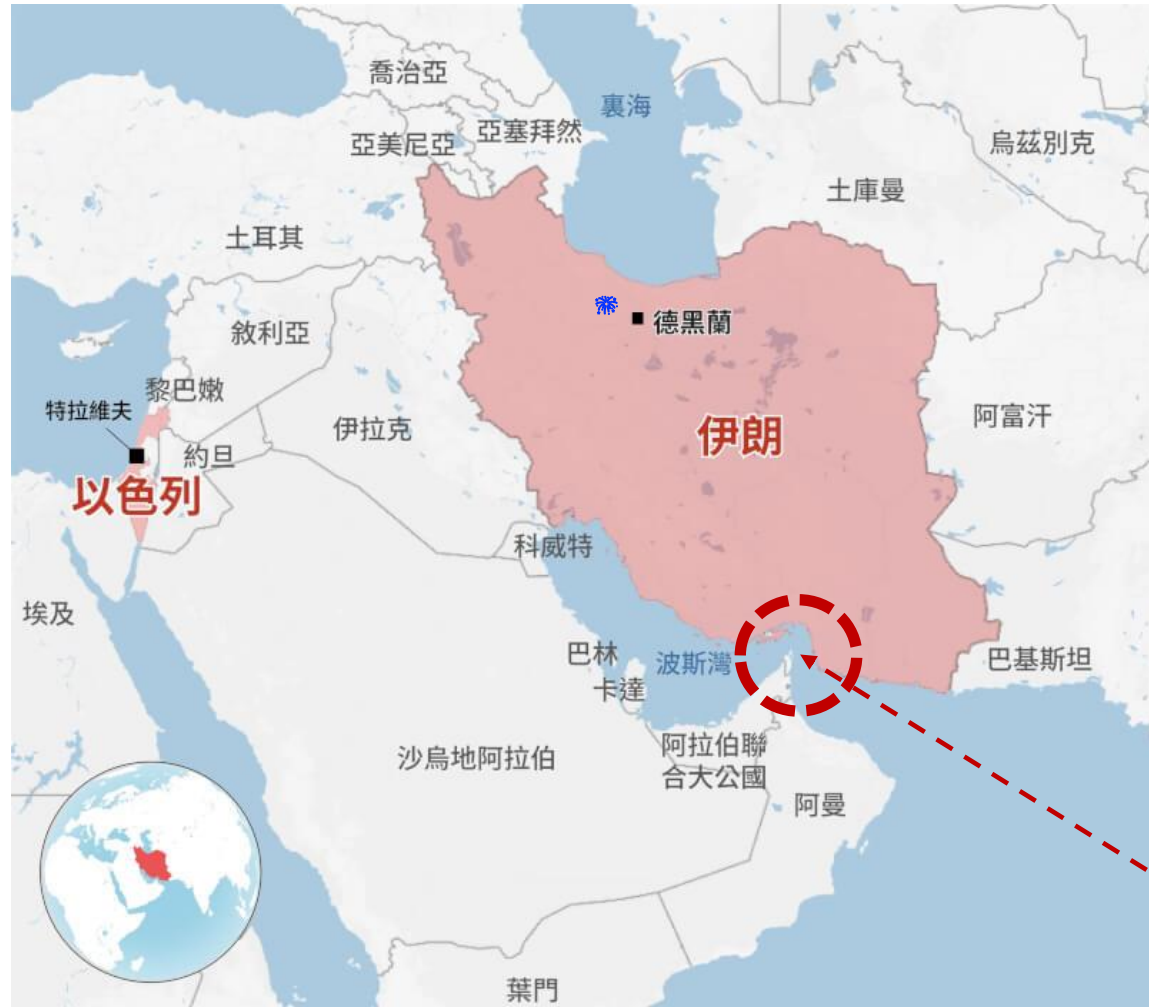 喬治亞
裏海
亞美尼亞
亞塞拜然
烏茲別克
土庫曼
土耳其
德黑蘭
敘利亞
黎巴嫩
特拉維夫
伊拉克
伊朗
阿富汗
約旦
以色列
科威特
埃及
巴林
波斯灣
巴基斯坦
卡達
沙烏地阿拉伯
阿拉伯聯
合大公國
阿曼
葉門